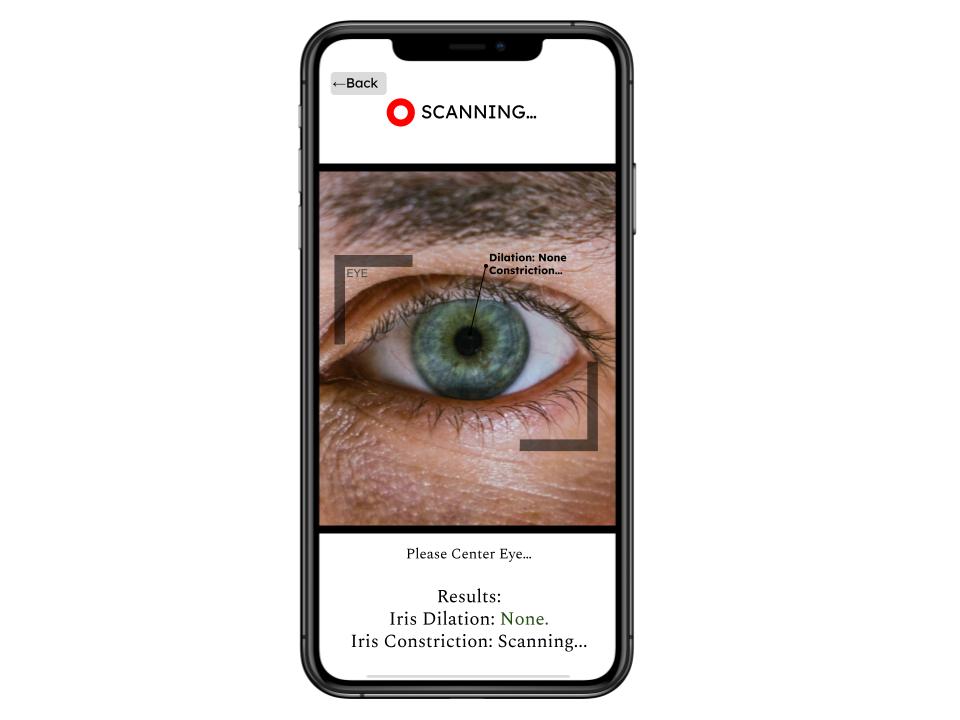 ←Back
SCANNING...
Dilation: None
Constriction...
EYE
Please Center Eye...
Results:
Iris Dilation: None.
Iris Constriction: Scanning...